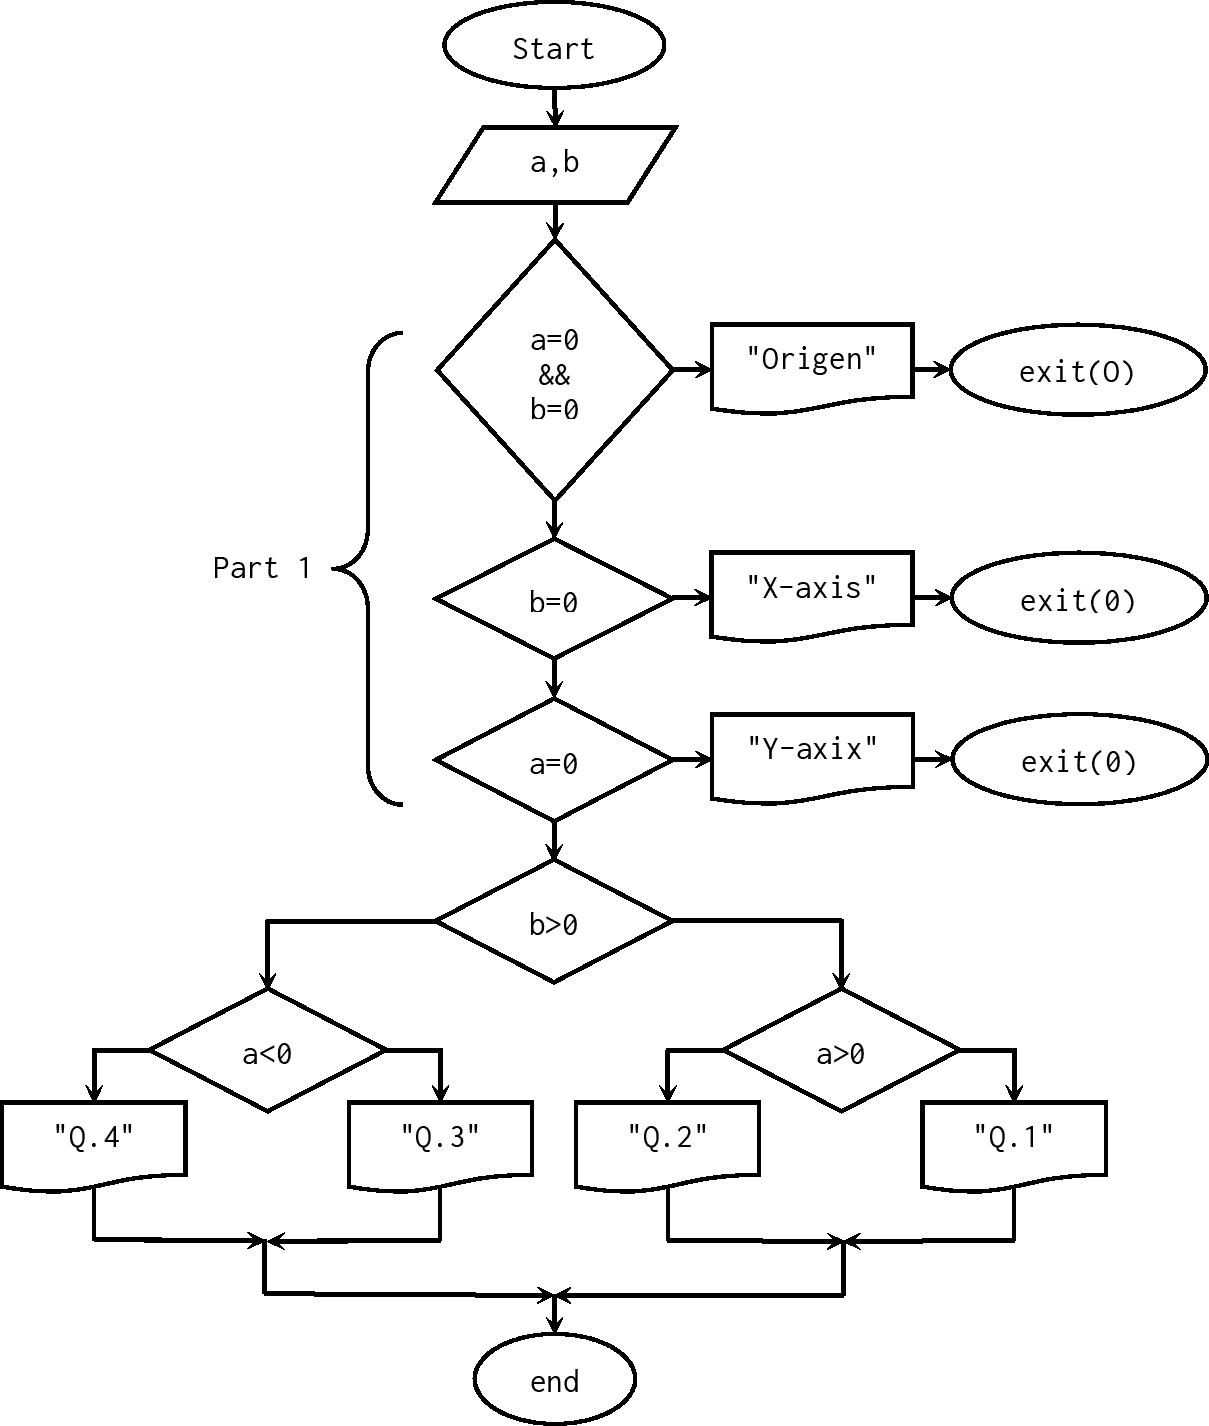 Start
a,b
a=0
&&
b=0
"Origen"
exit(O)
Part 1
b=0
"X-axis"
exit(0)
a=0
"Y-axix"
exit(0)
b>0
a<0
a>0
"Q.4"
"Q.3"
"Q.2"
"Q.1"
end